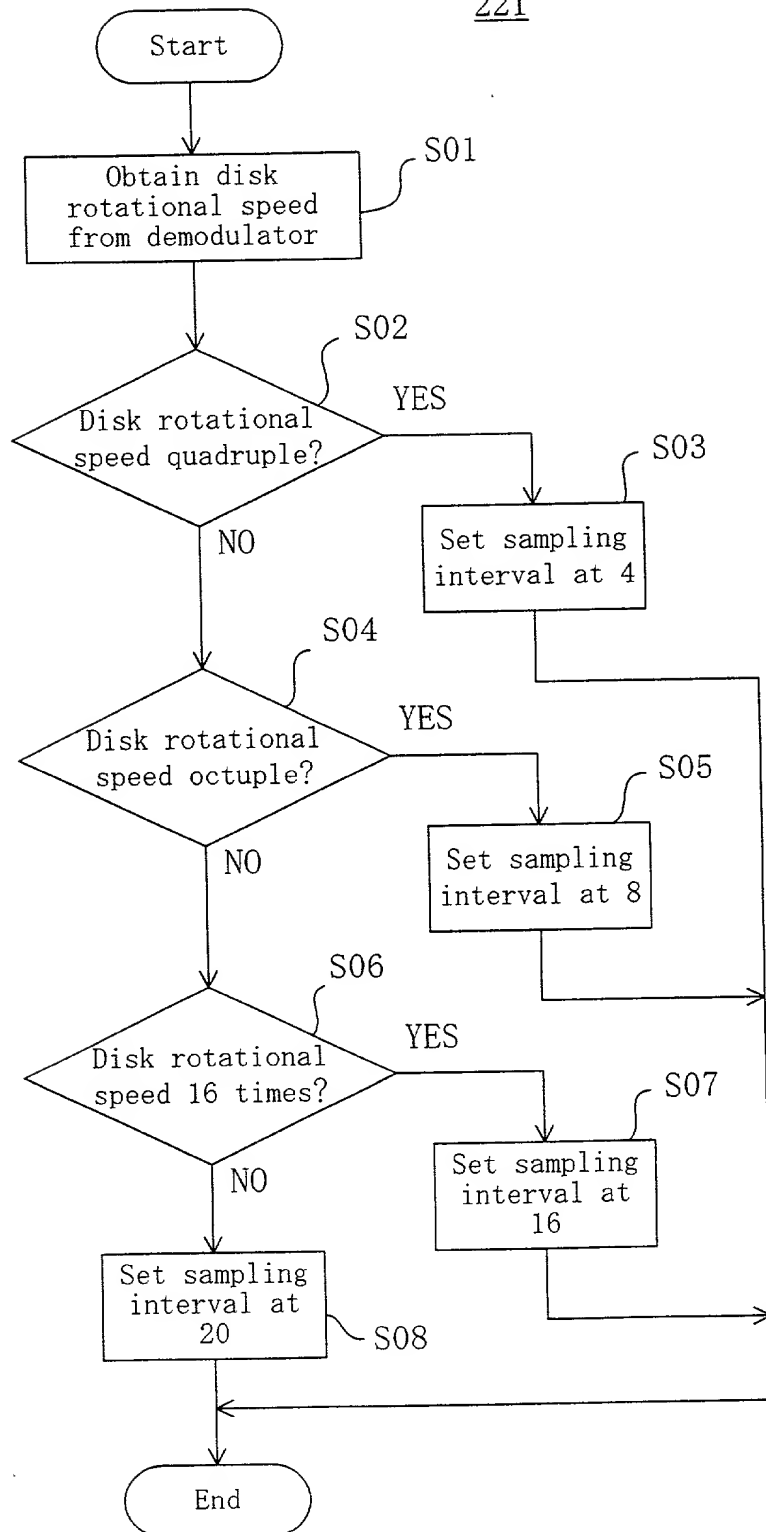 221
Start
S01
Obtain disk
rotational speed
from demodulator
S02
Disk rotational
speed quadruple?
YES
NO
S03
Set sampling
interval at 4
S04
Disk rotational
speed octuple?
YES
NO
S05
Set sampling
interval at 8
S06
Disk rotational
speed 16 times?
YES
NO
S07
Set sampling
interval at
16
Set sampling
interval at
20
S08
End